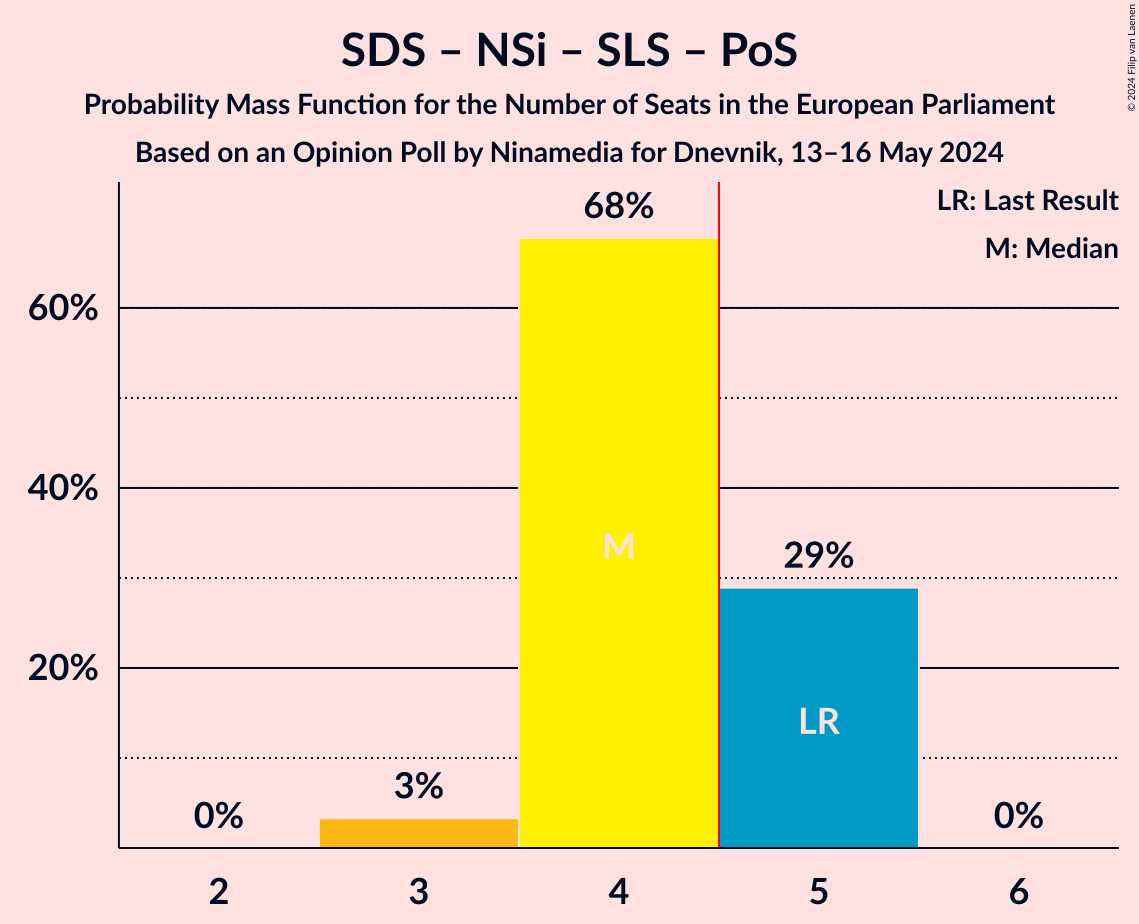 SDS – NSi – SLS – PoS
Probability Mass Function for the Number of Seats in the European Parliament
Based on an Opinion Poll by Ninamedia for Dnevnik, 13–16 May 2024
© 2024 Filip van Laenen
LR: Last Result
M: Median
68%
60%
40%
M
29%
20%
LR
3%
0%
0%
2 3 4 5 6